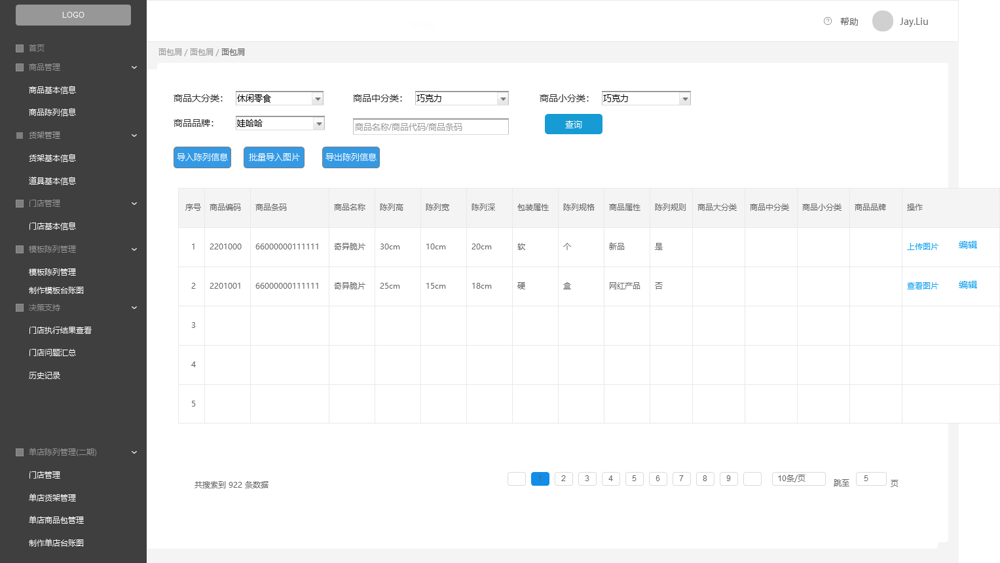 LOGO
首页
商品管理
商品基本信息
商品陈列信息
货架管理
货架基本信息
道具基本信息
门店管理
门店基本信息
模板陈列管理
模板陈列管理
制作模板台账图
决策支持
门店执行结果查看
门店问题汇总
历史记录
单店陈列管理(二期)
门店管理
单店货架管理
单店商品包管理
制作单店台账图
帮助 Jay.Liu
面包屑 / 面包屑 / 面包屑
商品大分类： 休闲零食 商品中分类： 巧克力 商品小分类： 巧克力
商品品牌： 娃哈哈 商品名称/商品代码/商品条码 查询
导入陈列信息 批量导入图片 导出陈列信息
序号 商品编码 商品条码 商品名称 陈列高 陈列宽 陈列深 包装属性 陈列规格 商品属性 陈列规则 商品大分类 商品中分类 商品小分类 商品品牌 操作
1 2201000 66000000111111 奇异脆片 30cm 10cm 20cm 软 个 新品 是 上传图片 编辑
2 2201001 66000000111111 奇异脆片 25cm 15cm 18cm 硬 盒 网红产品 否 查看图片 编辑
3
4
5
共搜索到 922 条数据 1 2 3 4 5 6 7 8 9 10条/页 跳至 5 页